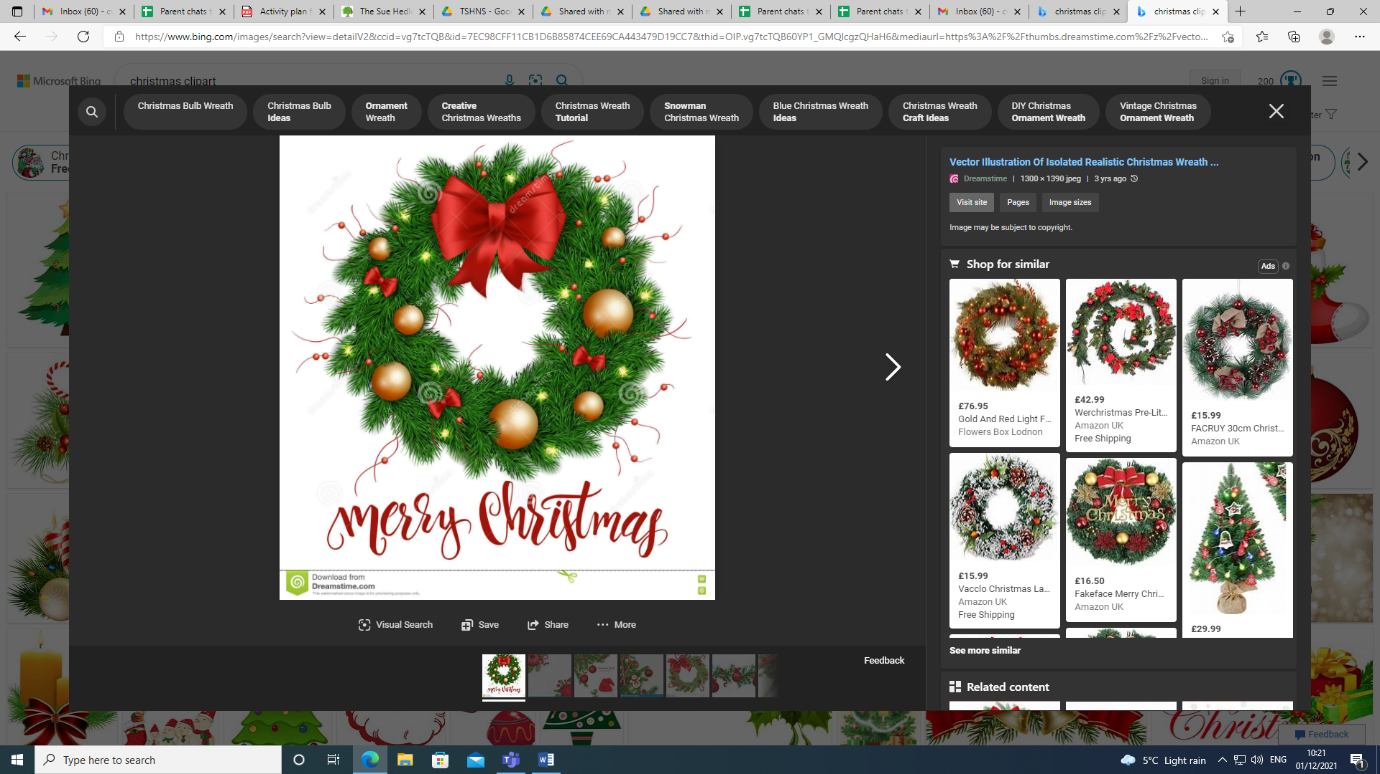 Inbox (60) - c
Parent chats t
Activity plan f
The Sue Hedle
TSHNS - Goo
Shared with m
Shared with m
Parent chats t
Parent chats t
Inbox (60) - c
christmas clip
christmas clip
https://www.bing.com/images/search?view=detailV2&ccid=vg7tcTQB&id=7EC98CFF11CB1D6B85874CEE69CA443479D19CC7&thid=OIP.vg7tcTQB60YP1_GMQIcgzQHaH6&mediaurl=https%3A%2F%2Fthumbs.dreamstime.com%2Fz%2Fvecto...
Microsoft Bing
christmas clipart
Sign in
200
Christmas Bulb Wreath
Christmas Bulb
Ideas
Ornament
Wreath
Creative
Christmas Wreaths
Christmas Wreath
Tutorial
Snowman
Christmas Wreath
Blue Christmas Wreath
Ideas
Christmas Wreath
Craft Ideas
DIY Christmas
Ornament Wreath
Vintage Christmas
Ornament Wreath
merry Christmas
Download from
Dreamstime.com
Visual Search
Save
Share
More
Feedback
Vector Illustration Of Isolated Realistic Christmas Wreath ...
Dreamstime | 1300 × 1390 jpeg | 3 yrs ago
Visit site
Pages
Image sizes
Image may be subject to copyright.
Shop for similar
Ads
£76.95
Gold And Red Light F...
Flowers Box Lodnon
£42.99
Werchristmas Pre-Lit...
Amazon UK
Free Shipping
£15.99
FACRUY 30cm Christ...
Amazon UK
£15.99
Vacclo Christmas La...
Amazon UK
Free Shipping
Merry
Christmas
£16.50
Fakeface Merry Chri...
Amazon UK
£29.99
See more similar
Related content
Christ
Feedback
Type here to search
5°C Light rain
ENG
10:21
01/12/2021